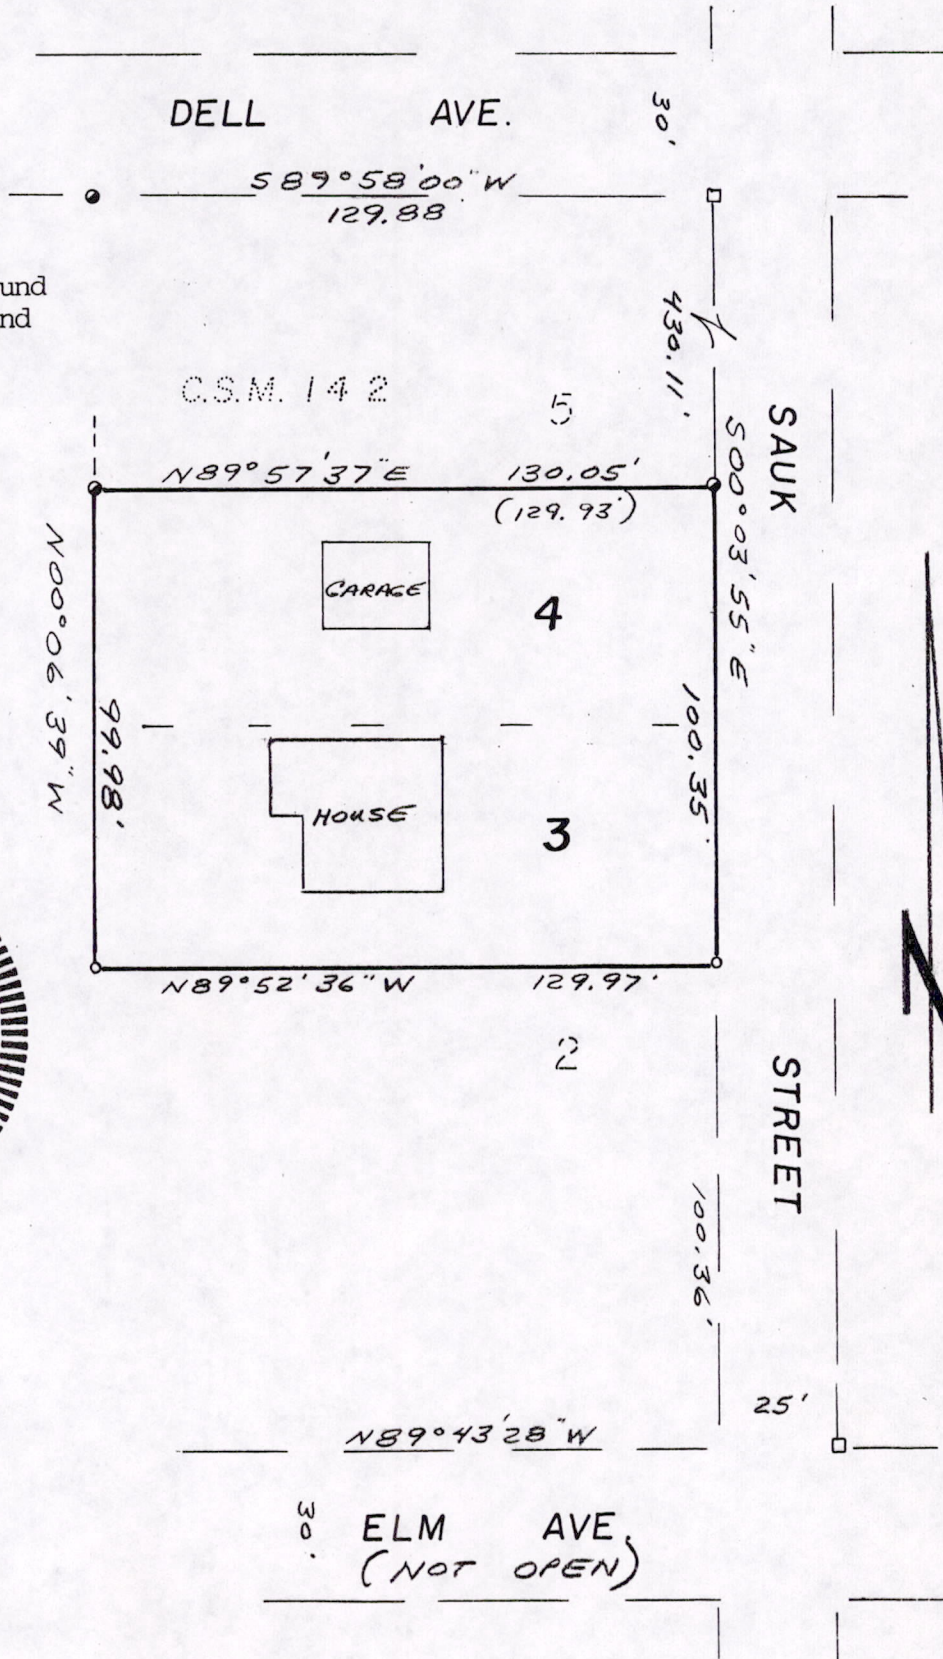 DELL AVE.
30'
S89°58'00"W
129.88
und
nd
430.11'
C.S.M. 142
5
SAUK
N89°57'37"E 130.05'
(129.93')
S00°03'55"E
GARAGE
4
N00°06'39"W
99.98'
100.35'
HOUSE
3
N89°52'36"W 129.97'
2
STREET
100.36'
25'
N89°43'28"W
30'
ELM AVE.
(NOT OPEN)
N